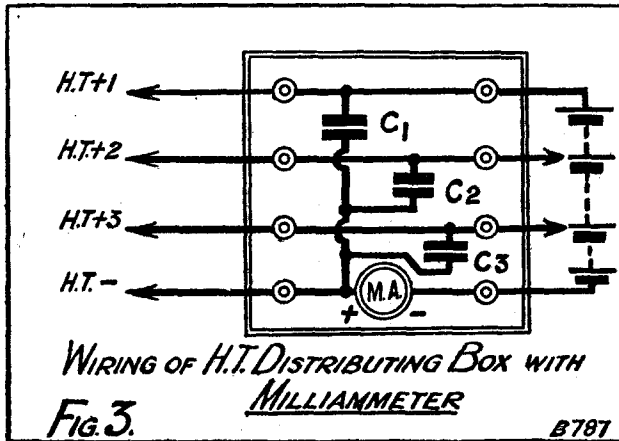 H.T.+1
C1
H.T.+2
C2
H.T.+3
C3
H.T.-
M.A.
+ -
WIRING OF H.T. DISTRIBUTING BOX WITH
MILLIAMMETER
FIG. 3.
B787